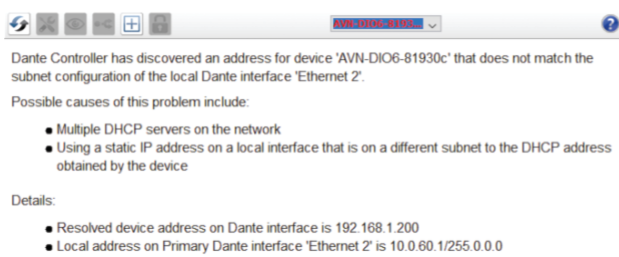 AVN-DIO6-8193...
Dante Controller has discovered an address for device 'AVN-DIO6-81930c' that does not match the
subnet configuration of the local Dante interface 'Ethernet 2'.
Possible causes of this problem include:
Multiple DHCP servers on the network
Using a static IP address on a local interface that is on a different subnet to the DHCP address
obtained by the device
Details:
Resolved device address on Dante interface is 192.168.1.200
Local address on Primary Dante interface 'Ethernet 2' is 10.0.60.1/255.0.0.0